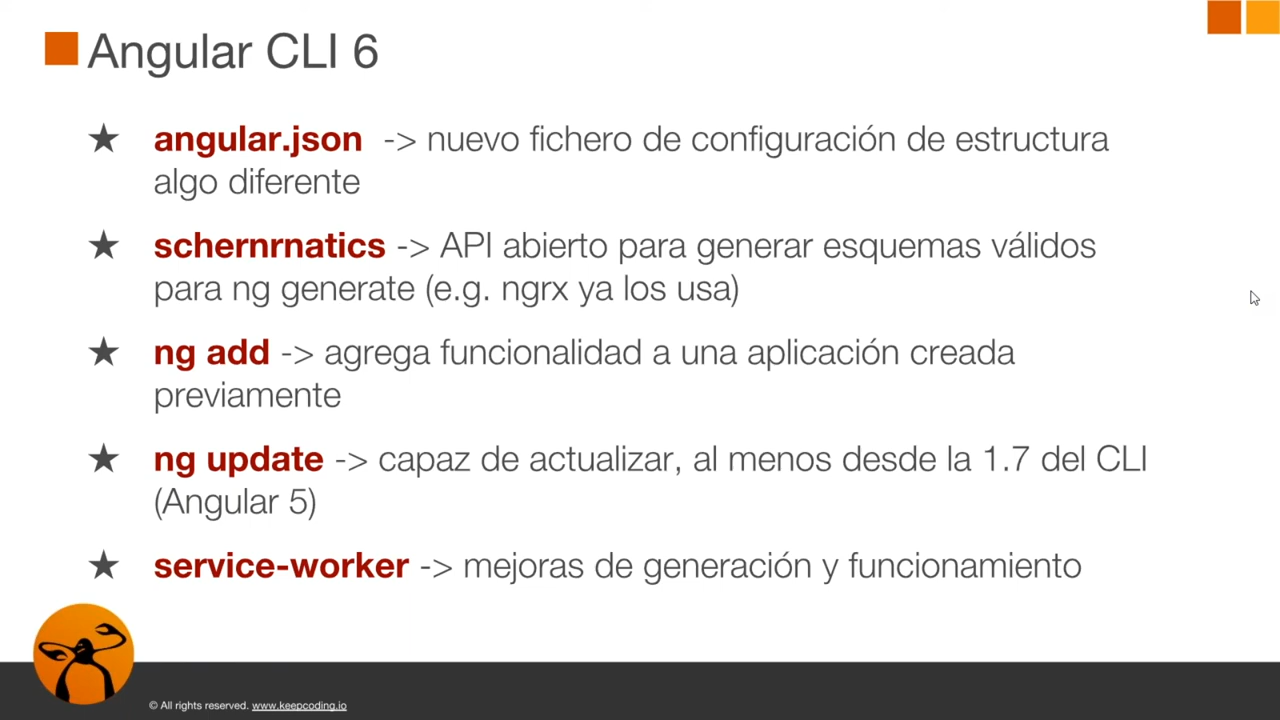 Angular CLI 6
★ angular.json -> nuevo fichero de configuración de estructura
algo diferente
★ schernrnatics -> API abierto para generar esquemas válidos
para ng generate (e.g. ngrx ya los usa)
★ ng add -> agrega funcionalidad a una aplicación creada
previamente
★ ng update -> capaz de actualizar, al menos desde la 1.7 del CLI
(Angular 5)
★ service-worker -> mejoras de generación y funcionamiento
© All rights reserved. www.keepcoding.io